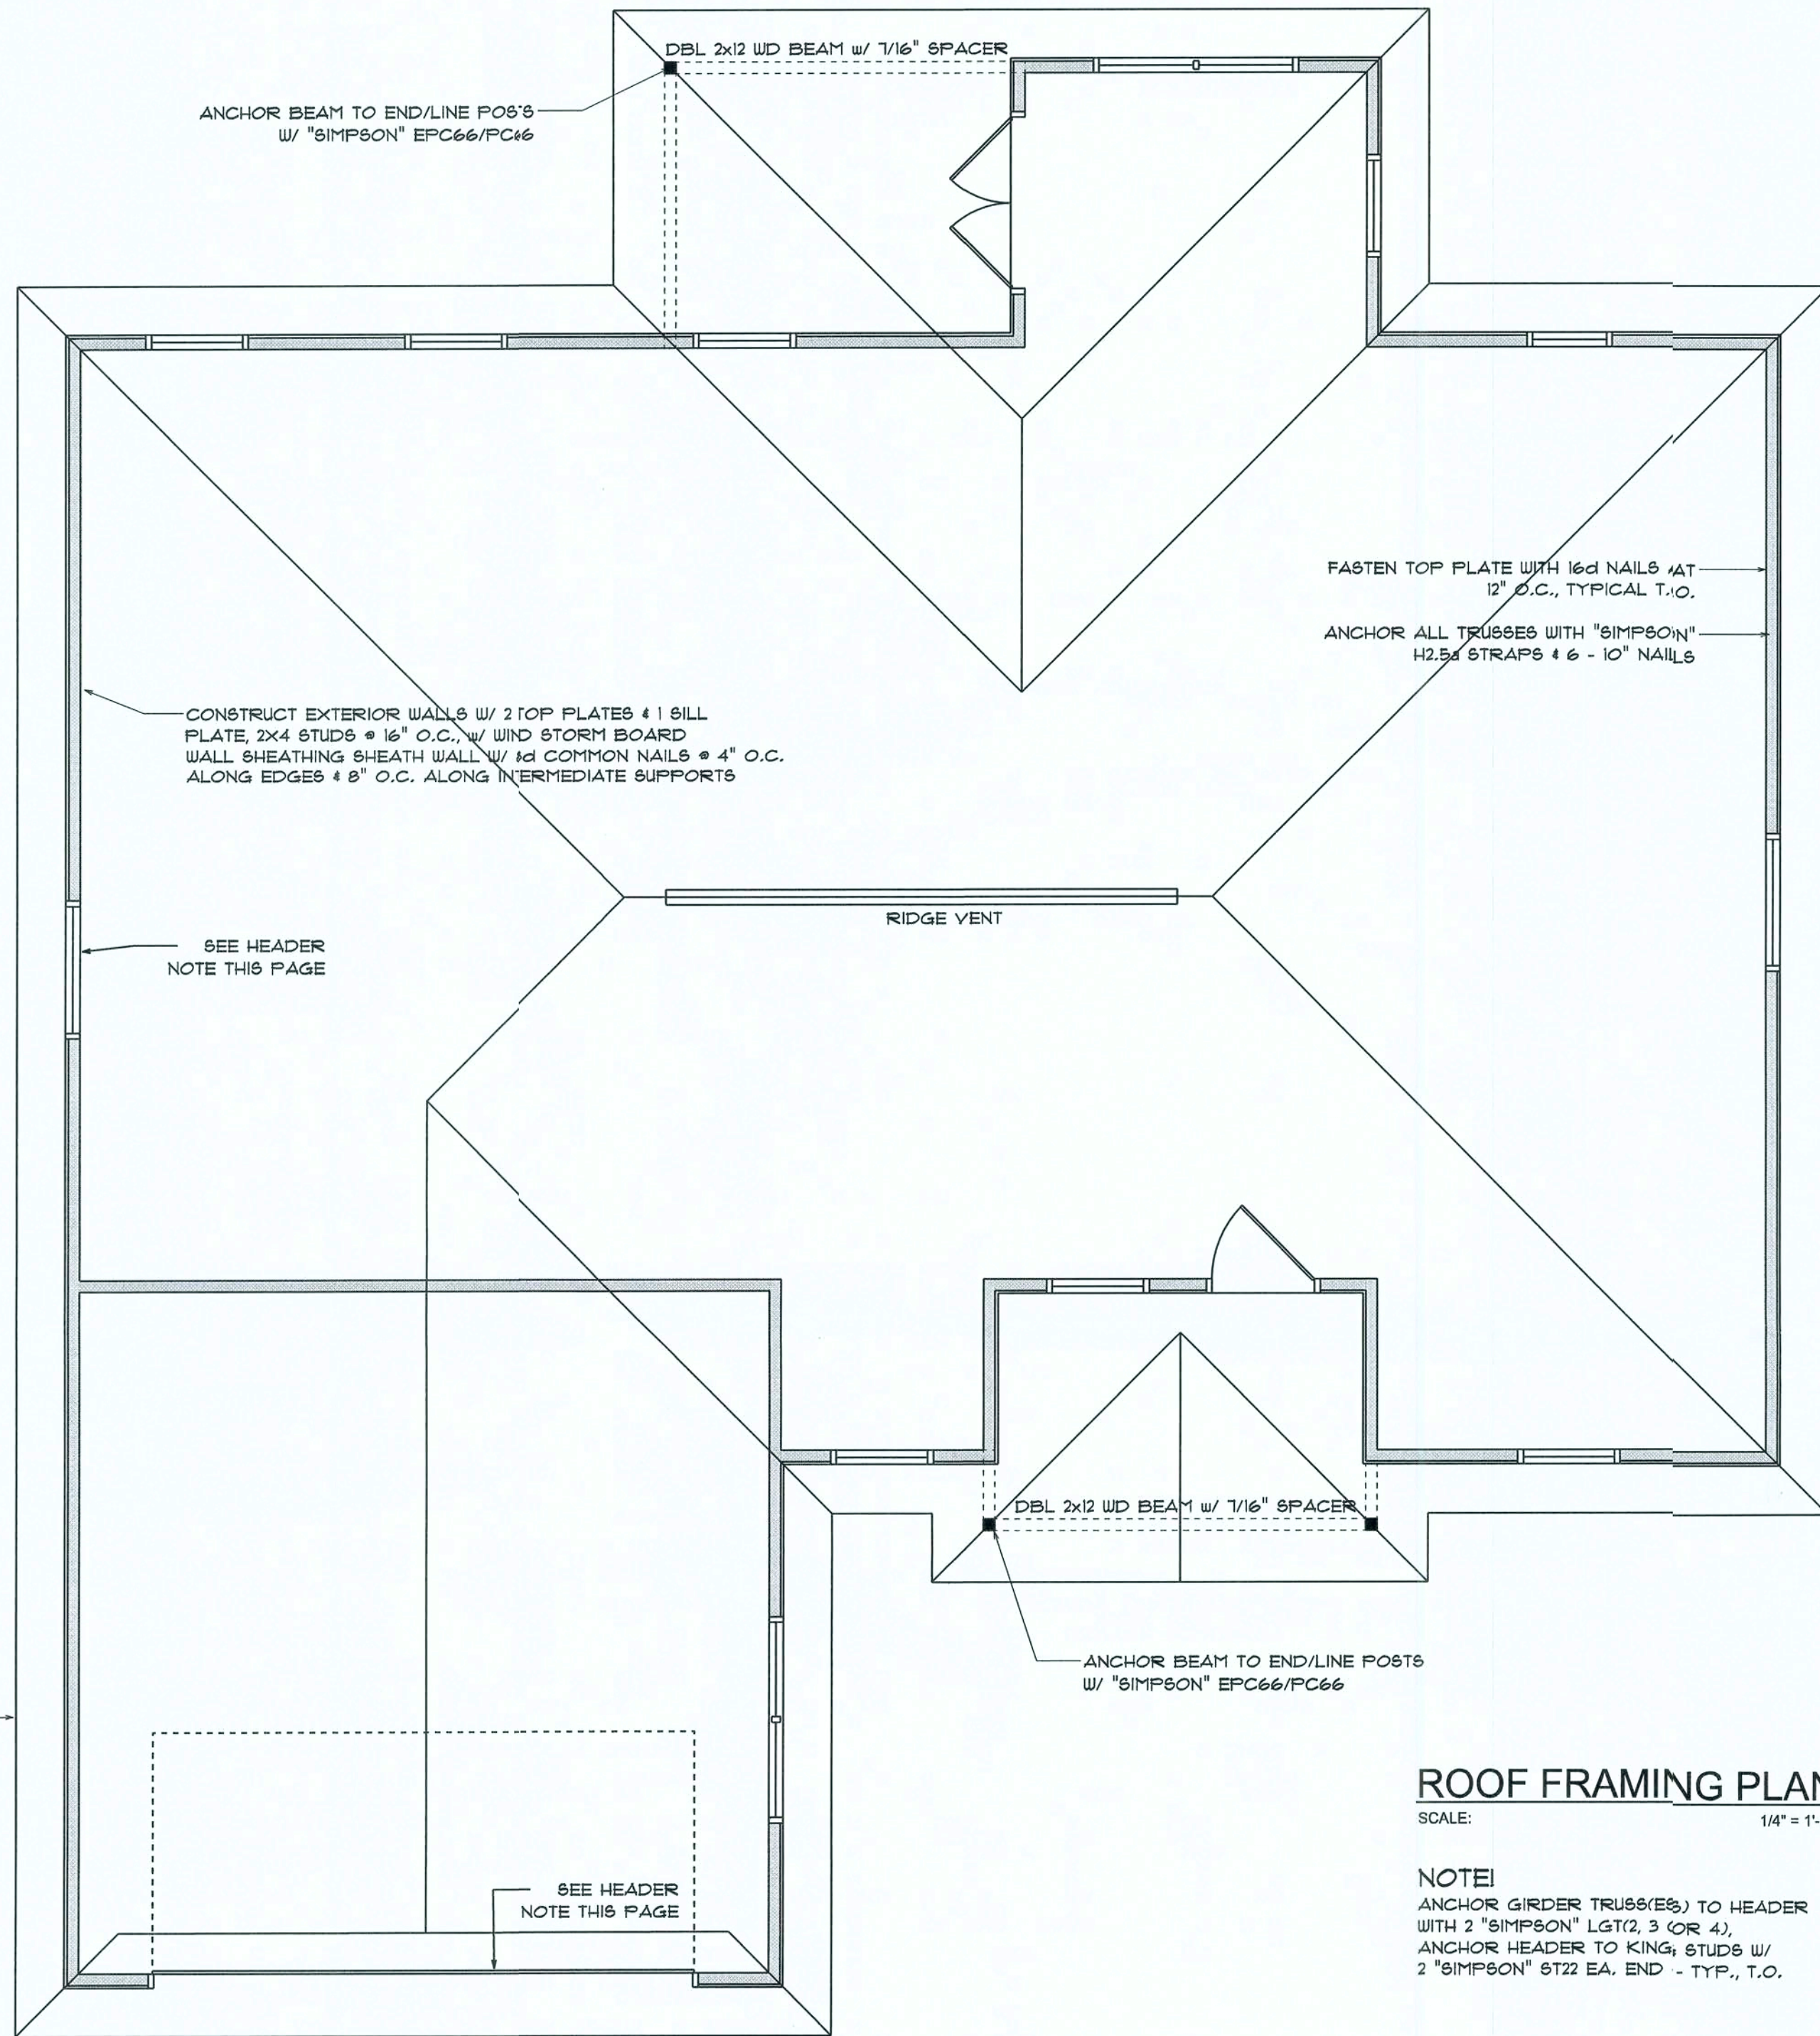 DBL 2x12 WD BEAM w/ 7/16" SPACER
ANCHOR BEAM TO END/LINE
W/ "SIMPSON"
FASTEN TOP PLATE WITH 16d NAILS AT
12" O.C., TYPICAL
ANCHOR ALL TRUSSES WITH "SIMPSON"
H2.5a STRAPS & 6 - 10" NAILS
CONSTRUCT EXTERIOR WALLS W/ 2 TOP PLATES & 1 SILL
PLATE, 2X4 STUDS @ 16" O.C., w/ WIND STORM BOARD
WALL SHEATHING SHEATH WALL W/ 8d COMMON NAILS @ 4" O.C.
ALONG EDGES & 8" O.C. ALONG INTERMEDIATE SUPPORTS
RIDGE VENT
SEE HEADER
NOTE THIS PAGE
DBL 2x12 WD BEAM w/ 7/16" SPACER
ANCHOR BEAM TO END/LINE POSTS
W/ "SIMPSON" EPC66/PC66
SEE HEADER
NOTE THIS PAGE
ROOF FRAMING PLAN
SCALE: 1/4" = 1'-
NOTE!
ANCHOR GIRDER TRUSS(ES) TO HEADER
WITH 2 "SIMPSON" LGT(2, 3 OR 4),
ANCHOR HEADER TO KING STUDS W/
2 "SIMPSON" ST22 EA. END - TYP., T.O.